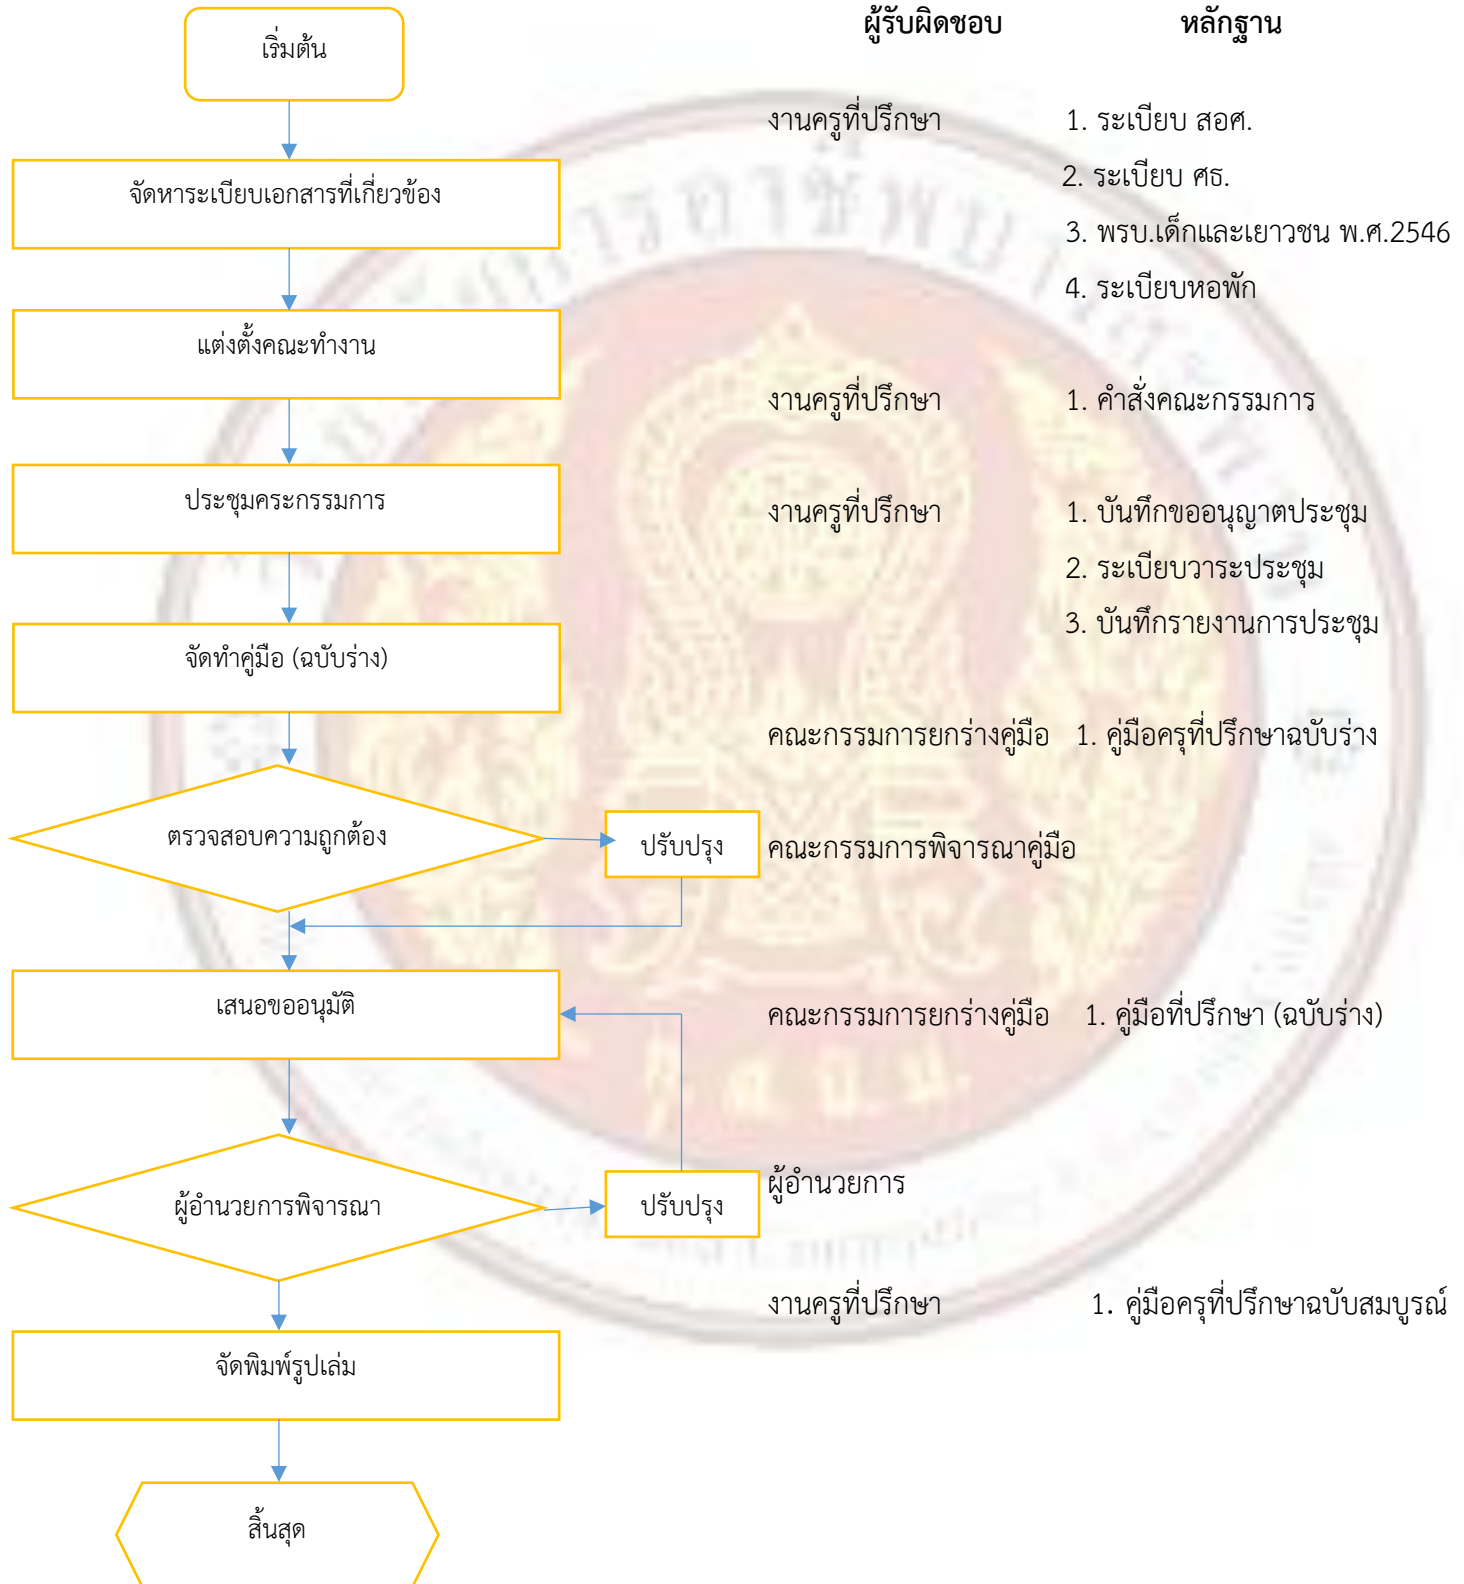 เริ่มต้น
ผู้รับผิดชอบ
หลักฐาน
จัดหาระเบียบเอกสารที่เกี่ยวข้อง
งานครูที่ปรึกษา
1. ระเบียบ สอศ.
2. ระเบียบ ศธ.
3. พรบ.เด็กและเยาวชน พ.ศ.2546
4. ระเบียบหอพัก
แต่งตั้งคณะทำงาน
งานครูที่ปรึกษา
1. คำสั่งคณะกรรมการ
ประชุมคระกรรมการ
งานครูที่ปรึกษา
1. บันทึกขออนุญาตประชุม
2. ระเบียบวาระประชุม
3. บันทึกรายงานการประชุม
จัดทำคู่มือ (ฉบับร่าง)
คณะกรรมการยกร่างคู่มือ
1. คู่มือครุที่ปรึกษาฉบับร่าง
ตรวจสอบความถูกต้อง
ปรับปรุง
คณะกรรมการพิจารณาคู่มือ
เสนอขออนุมัติ
คณะกรรมการยกร่างคู่มือ
1. คู่มือที่ปรึกษา (ฉบับร่าง)
ผู้อำนวยการพิจารณา
ปรับปรุง
ผู้อำนวยการ
งานครูที่ปรึกษา
1. คู่มือครุที่ปรึกษาฉบับสมบูรณ์
จัดพิมพ์รูปเล่ม
สิ้นสุด